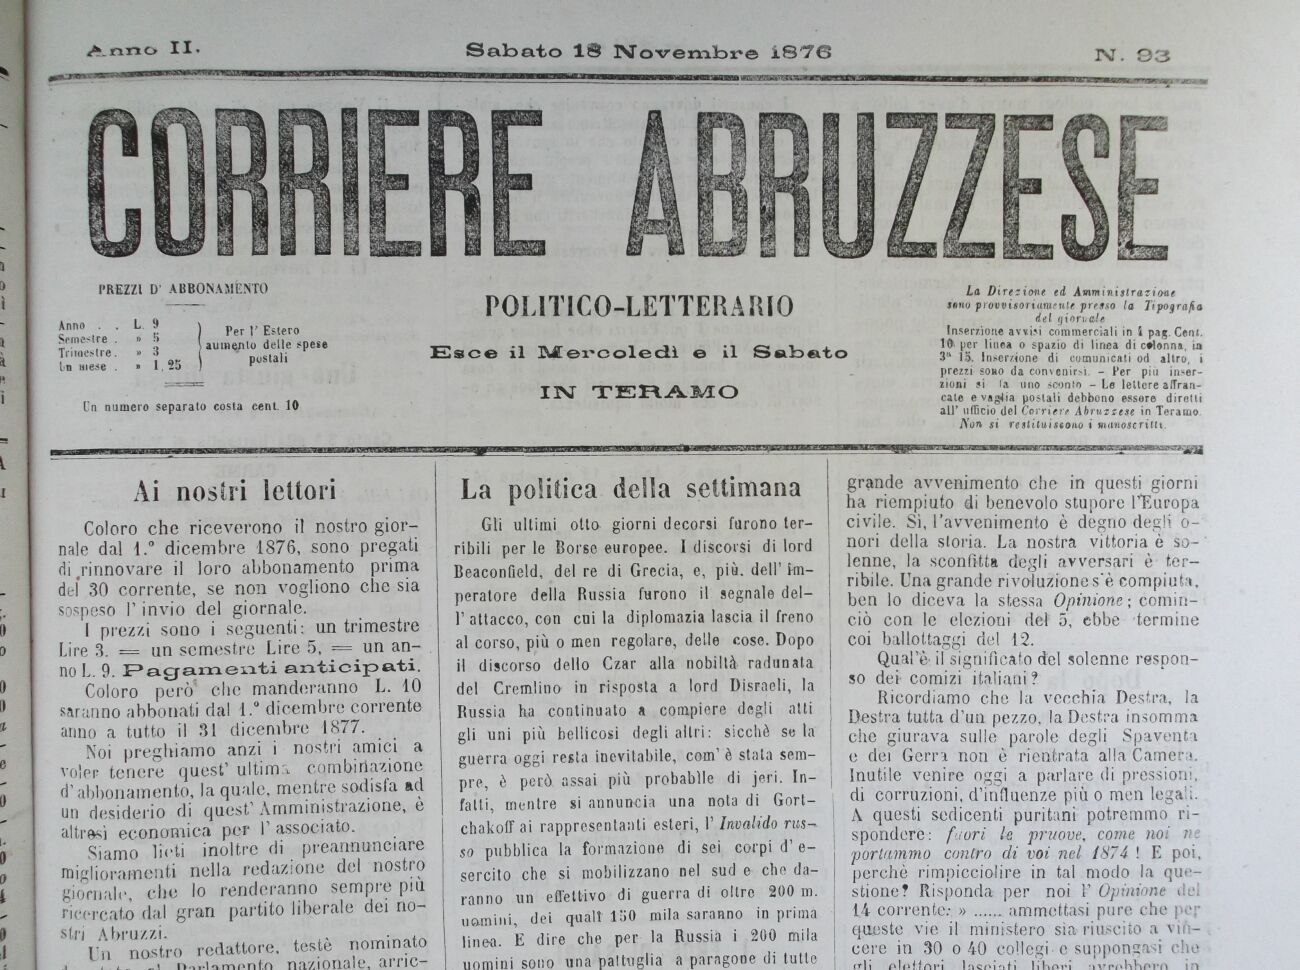 Anno II.
Sabato 18 Novembre 1876
N. 93
CORRIERE ABRUZZESE
PREZZI D' ABBONAMENTO
Anno . . L. 9
Semestre . » 5
Trimestre . » 3
Un mese . » 1, 25
Per l' Estero
aumento delle spese
postali
Un numero separato costa cent. 10
POLITICO-LETTERARIO
Esce il Mercoledì e il Sabato
IN TERAMO
La Direzione ed Amministrazione
sono provvisoriamente presso la Tipografia
del giornale
Inserzione avvisi commerciali in 4 pag. Cent.
10 per linea o spazio di linea di colonna, in
3ª 15. Inserzione di comunicati od altro, i
prezzi sono da convenirsi. - Per più inser-
zioni si fa uno sconto - Le lettere affran-
cate e vaglia postali debbono essere diretti
all' ufficio del Corriere Abruzzese in Teramo.
Non si restituiscono i manoscritti.
Ai nostri lettori
Coloro che riceverono il nostro gior-
nale dal 1.º dicembre 1876, sono pregati
di rinnovare il loro abbonamento prima
del 30 corrente, se non vogliono che sia
sospeso l' invio del giornale.
I prezzi sono i seguenti: un trimestre
Lire 3. = un semestre Lire 5, = un an-
no L. 9. Pagamenti anticipati.
Coloro però che manderanno L. 10
saranno abbonati dal 1.º dicembre corrente
anno a tutto il 31 dicembre 1877.
Noi preghiamo anzi i nostri amici a
voler tenere quest' ultima combinazione
d' abbonamento, la quale, mentre sodisfa ad
un desiderio di quest' Amministrazione, è
altresì economica per l' associato.
Siamo lieti inoltre di preannunciare
miglioramenti nella redazione del nostro
giornale, che lo renderanno sempre più
ricercato dal gran partito liberale dei no-
stri Abruzzi.
Un nostro redattore, testè nominato
al Parlamento nazionale, arric-
La politica della settimana
Gli ultimi otto giorni decorsi furono ter-
ribili per le Borse europee. I discorsi di lord
Beaconfield, del re di Grecia, e, più, dell' im-
peratore della Russia furono il segnale del-
l' attacco, con cui la diplomazia lascia il freno
al corso, più o men regolare, delle cose. Dopo
il discorso dello Czar alla nobiltà radunata
del Cremlino in risposta a lord Disraeli, la
Russia ha continuato a compiere degli atti
gli uni più bellicosi degli altri: sicchè se la
guerra oggi resta inevitabile, com' è stata sem-
pre, è però assai più probablle di jeri. In-
fatti, mentre si annuncia una nota di Gort-
chakoff ai rappresentanti esteri, l' Invalido rus-
so pubblica la formazione di sei corpi d' e-
sercito che si mobilizzano nel sud e che da-
ranno un effettivo di guerra di oltre 200 m.
uomini, dei quali 150 mila saranno in prima
linea. E dire che per la Russia i 200 mila
uomini sono una pattuglia a paragone di tutte
grande avvenimento che in questi giorni
ha riempiuto di benevolo stupore l'Europa
civile. Sì, l'avvenimento è degno degli o-
nori della storia. La nostra vittoria è so-
lenne, la sconfitta degli avversari è ter-
ribile. Una grande rivoluzione s'è compiuta,
ben lo diceva la stessa Opinione; comin-
ciò con le elezioni del 5, ebbe termine
coi ballottaggi del 12.
Qual'è il significato del solenne respon-
so dei comizi italiani?
Ricordiamo che la vecchia Destra, la
Destra tutta d'un pezzo, la Destra insomma
che giurava sulle parole degli Spaventa
e dei Gerra non è rientrata alla Camera.
Inutile venire oggi a parlare di pressioni,
di corruzioni, d'influenze più o men legali.
A questi sedicenti puritani potremmo ri-
spondere: fuori le pruove, come noi ne
portammo contro di voi nel 1874! E poi,
perchè rimpicciolire in tal modo la que-
stione? Risponda per noi l' Opinione del
14 corrente: » ...... ammettasi pure che per
queste vie il ministero sia riuscito a vin-
cere in 30 o 40 collegi e suppongasi che
gli elettori lasciati liberi avrebbero in